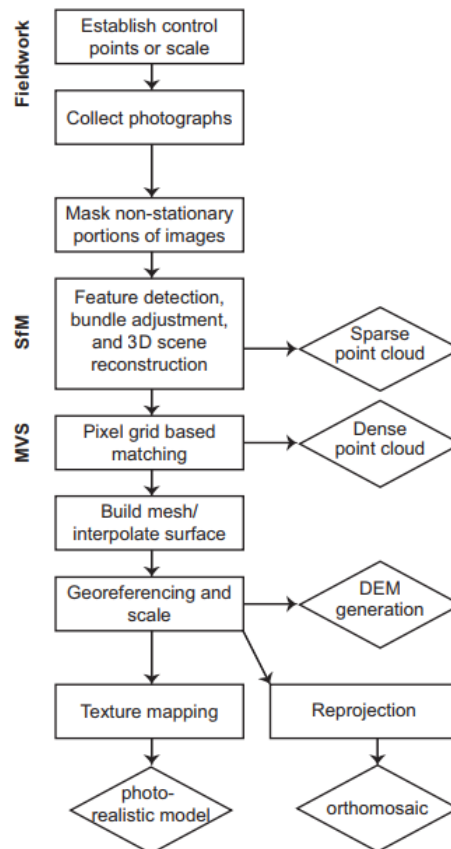 Fieldwork
Establish control
points or scale
Collect photographs
Mask non-stationary
portions of images
SfM
Feature detection,
bundle adjustment,
and 3D scene
reconstruction
Sparse
point cloud
MVS
Pixel grid based
matching
Dense
point cloud
Build mesh/
interpolate surface
Georeferencing and
scale
DEM
generation
Texture mapping
Reprojection
photo-
realistic model
orthomosaic